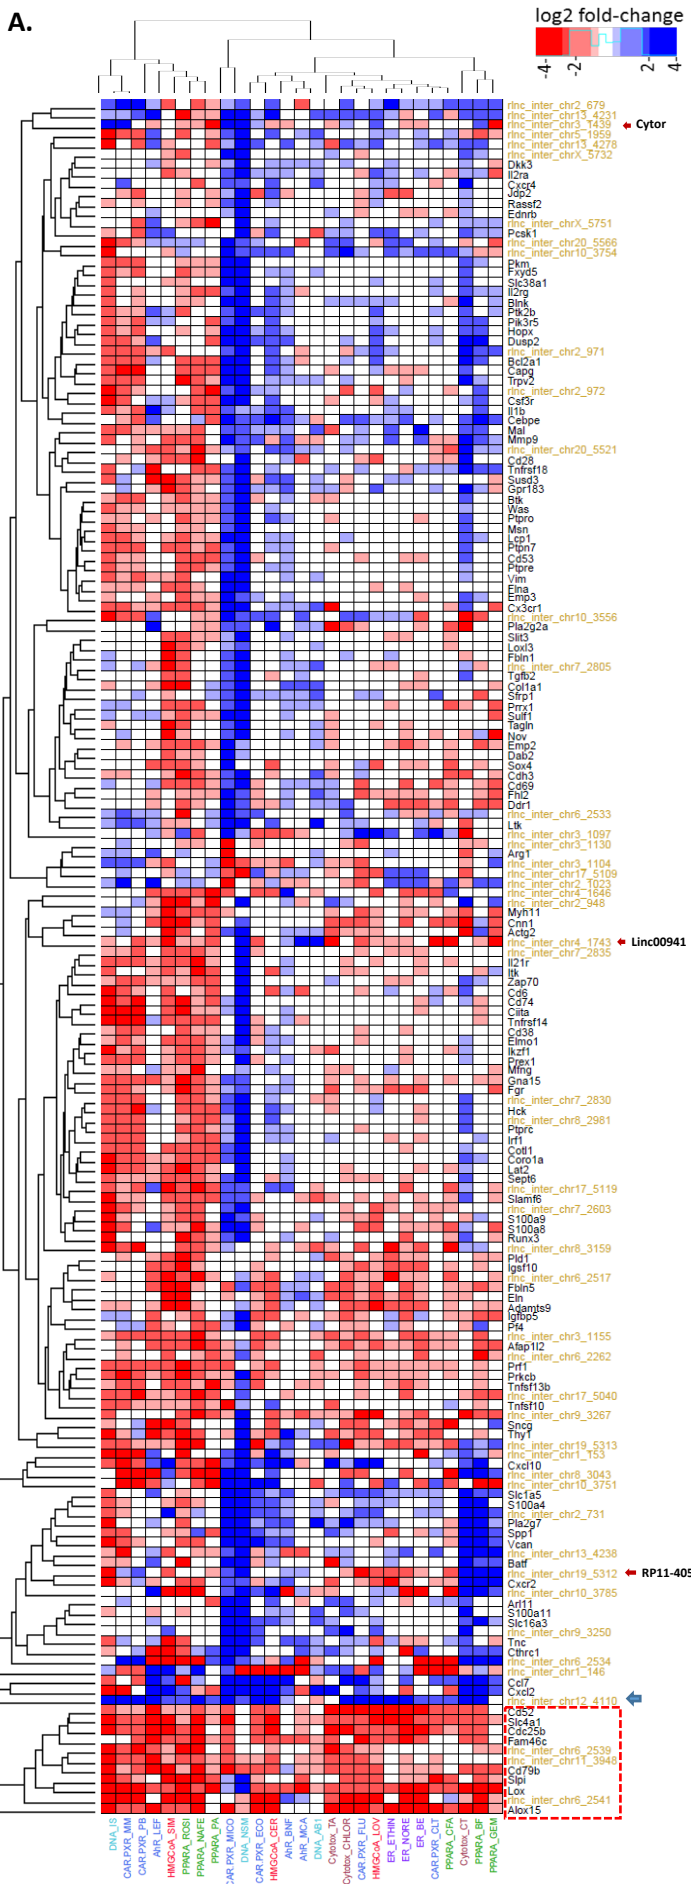 A.
log2 fold-change
-4 -2 2 4
rlnc_inter_chr2_679
rlnc_inter_chr13_4231
rlnc_inter_chr3_1439
Cytor
rlnc_inter_chr5_1959
rlnc_inter_chr13_4278
rlnc_inter_chrX_5732
Dkk3
Il2ra
Cxcr4
Jdp2
Rassf2
Ednrb
rlnc_inter_chrX_5751
Pcsk1
rlnc_inter_chr20_5566
rlnc_inter_chr10_3754
Pkm
Fxyd5
Slc38a1
Il2rg
Blnk
Ptk2b
Pik3r5
Hopx
Dusp2
rlnc_inter_chr2_971
Bcl2a1
Capg
Trpv2
rlnc_inter_chr2_972
Csf3r
Il1b
Cebpe
Mal
Mmp9
rlnc_inter_chr20_5521
Cd28
Tnfrsf18
Susd3
Gpr183
Btk
Was
Ptpro
Msn
Lcp1
Ptpn7
Cd53
Ptpre
Vim
Flna
Emp3
Cx3cr1
rlnc_inter_chr10_3556
Pla2g2a
Slit3
Loxl3
Fbln1
rlnc_inter_chr7_2805
Tgfb2
Col1a1
Sfrp1
Prrx1
Sulf1
Tagln
Nov
Emp2
Dab2
Sox4
Cdh3
Cd69
Fhl2
Ddr1
rlnc_inter_chr6_2533
Ltk
rlnc_inter_chr3_1097
rlnc_inter_chr3_1130
Arg1
rlnc_inter_chr3_1104
rlnc_inter_chr17_5109
rlnc_inter_chr2_1023
rlnc_inter_chr4_1646
rlnc_inter_chr2_948
Myh11
Cnn1
Actg2
rlnc_inter_chr4_1743
Linc00941
rlnc_inter_chr7_2835
Il21r
Itk
Zap70
Cd6
Cd74
Ciita
Tnfrsf14
Cd38
Elmo1
Ikzf1
Prex1
Mfng
Gna15
Fgr
rlnc_inter_chr7_2830
Hck
rlnc_inter_chr8_2981
Ptprc
Irf1
Cotl1
Coro1a
Lat2
Sept6
rlnc_inter_chr17_5119
Slamf6
rlnc_inter_chr7_2603
S100a9
S100a8
Runx3
rlnc_inter_chr8_3159
Pld1
Igsf10
rlnc_inter_chr6_2517
Fbln5
Eln
Adamts9
Igfbp5
Pf4
rlnc_inter_chr3_1155
Afap1l2
rlnc_inter_chr6_2262
Prf1
Prkcb
Tnfsf13b
rlnc_inter_chr17_5040
Tnfsf10
rlnc_inter_chr9_3267
Sncg
Thy1
rlnc_inter_chr19_5313
rlnc_inter_chr1_153
Cxcl10
rlnc_inter_chr8_3043
rlnc_inter_chr10_3751
Slc1a5
S100a4
rlnc_inter_chr2_731
Pla2g7
Spp1
Vcan
rlnc_inter_chr13_4238
Batf
rlnc_inter_chr19_5312
RP11-405
Cxcr2
rlnc_inter_chr10_3785
Arl11
S100a11
Slc16a3
rlnc_inter_chr9_3250
Tnc
Cthrc1
rlnc_inter_chr6_2534
rlnc_inter_chr1_146
Ccl7
Cxcl2
rlnc_inter_chr12_4110
Cd52
Slc4a1
Cdc25b
Fam46c
rlnc_inter_chr6_2539
rlnc_inter_chr11_3948
Cd79b
Slpi
Lox
rlnc_inter_chr6_2541
Alox15
DNA_IS
CAR.PXR_MM
CAR.PXR_PB
AhR_LEF
HMGCoA_SIM
PPARA_ROSI
PPARA_NAFE
PPARA_PA
CAR.PXR_MICO
DNA_NSM
CAR.PXR_ECO
HMGCoA_CER
AhR_BNF
AhR_MCA
DNA_AB1
Cytotox_TA
Cytotox_CHLOR
CAR.PXR_FLU
HMGCoA_LOV
ER_ETHIN
ER_NORE
ER_BE
CAR.PXR_CLT
PPARA_CFA
Cytotox_CT
PPARA_BF
PPARA_GEM